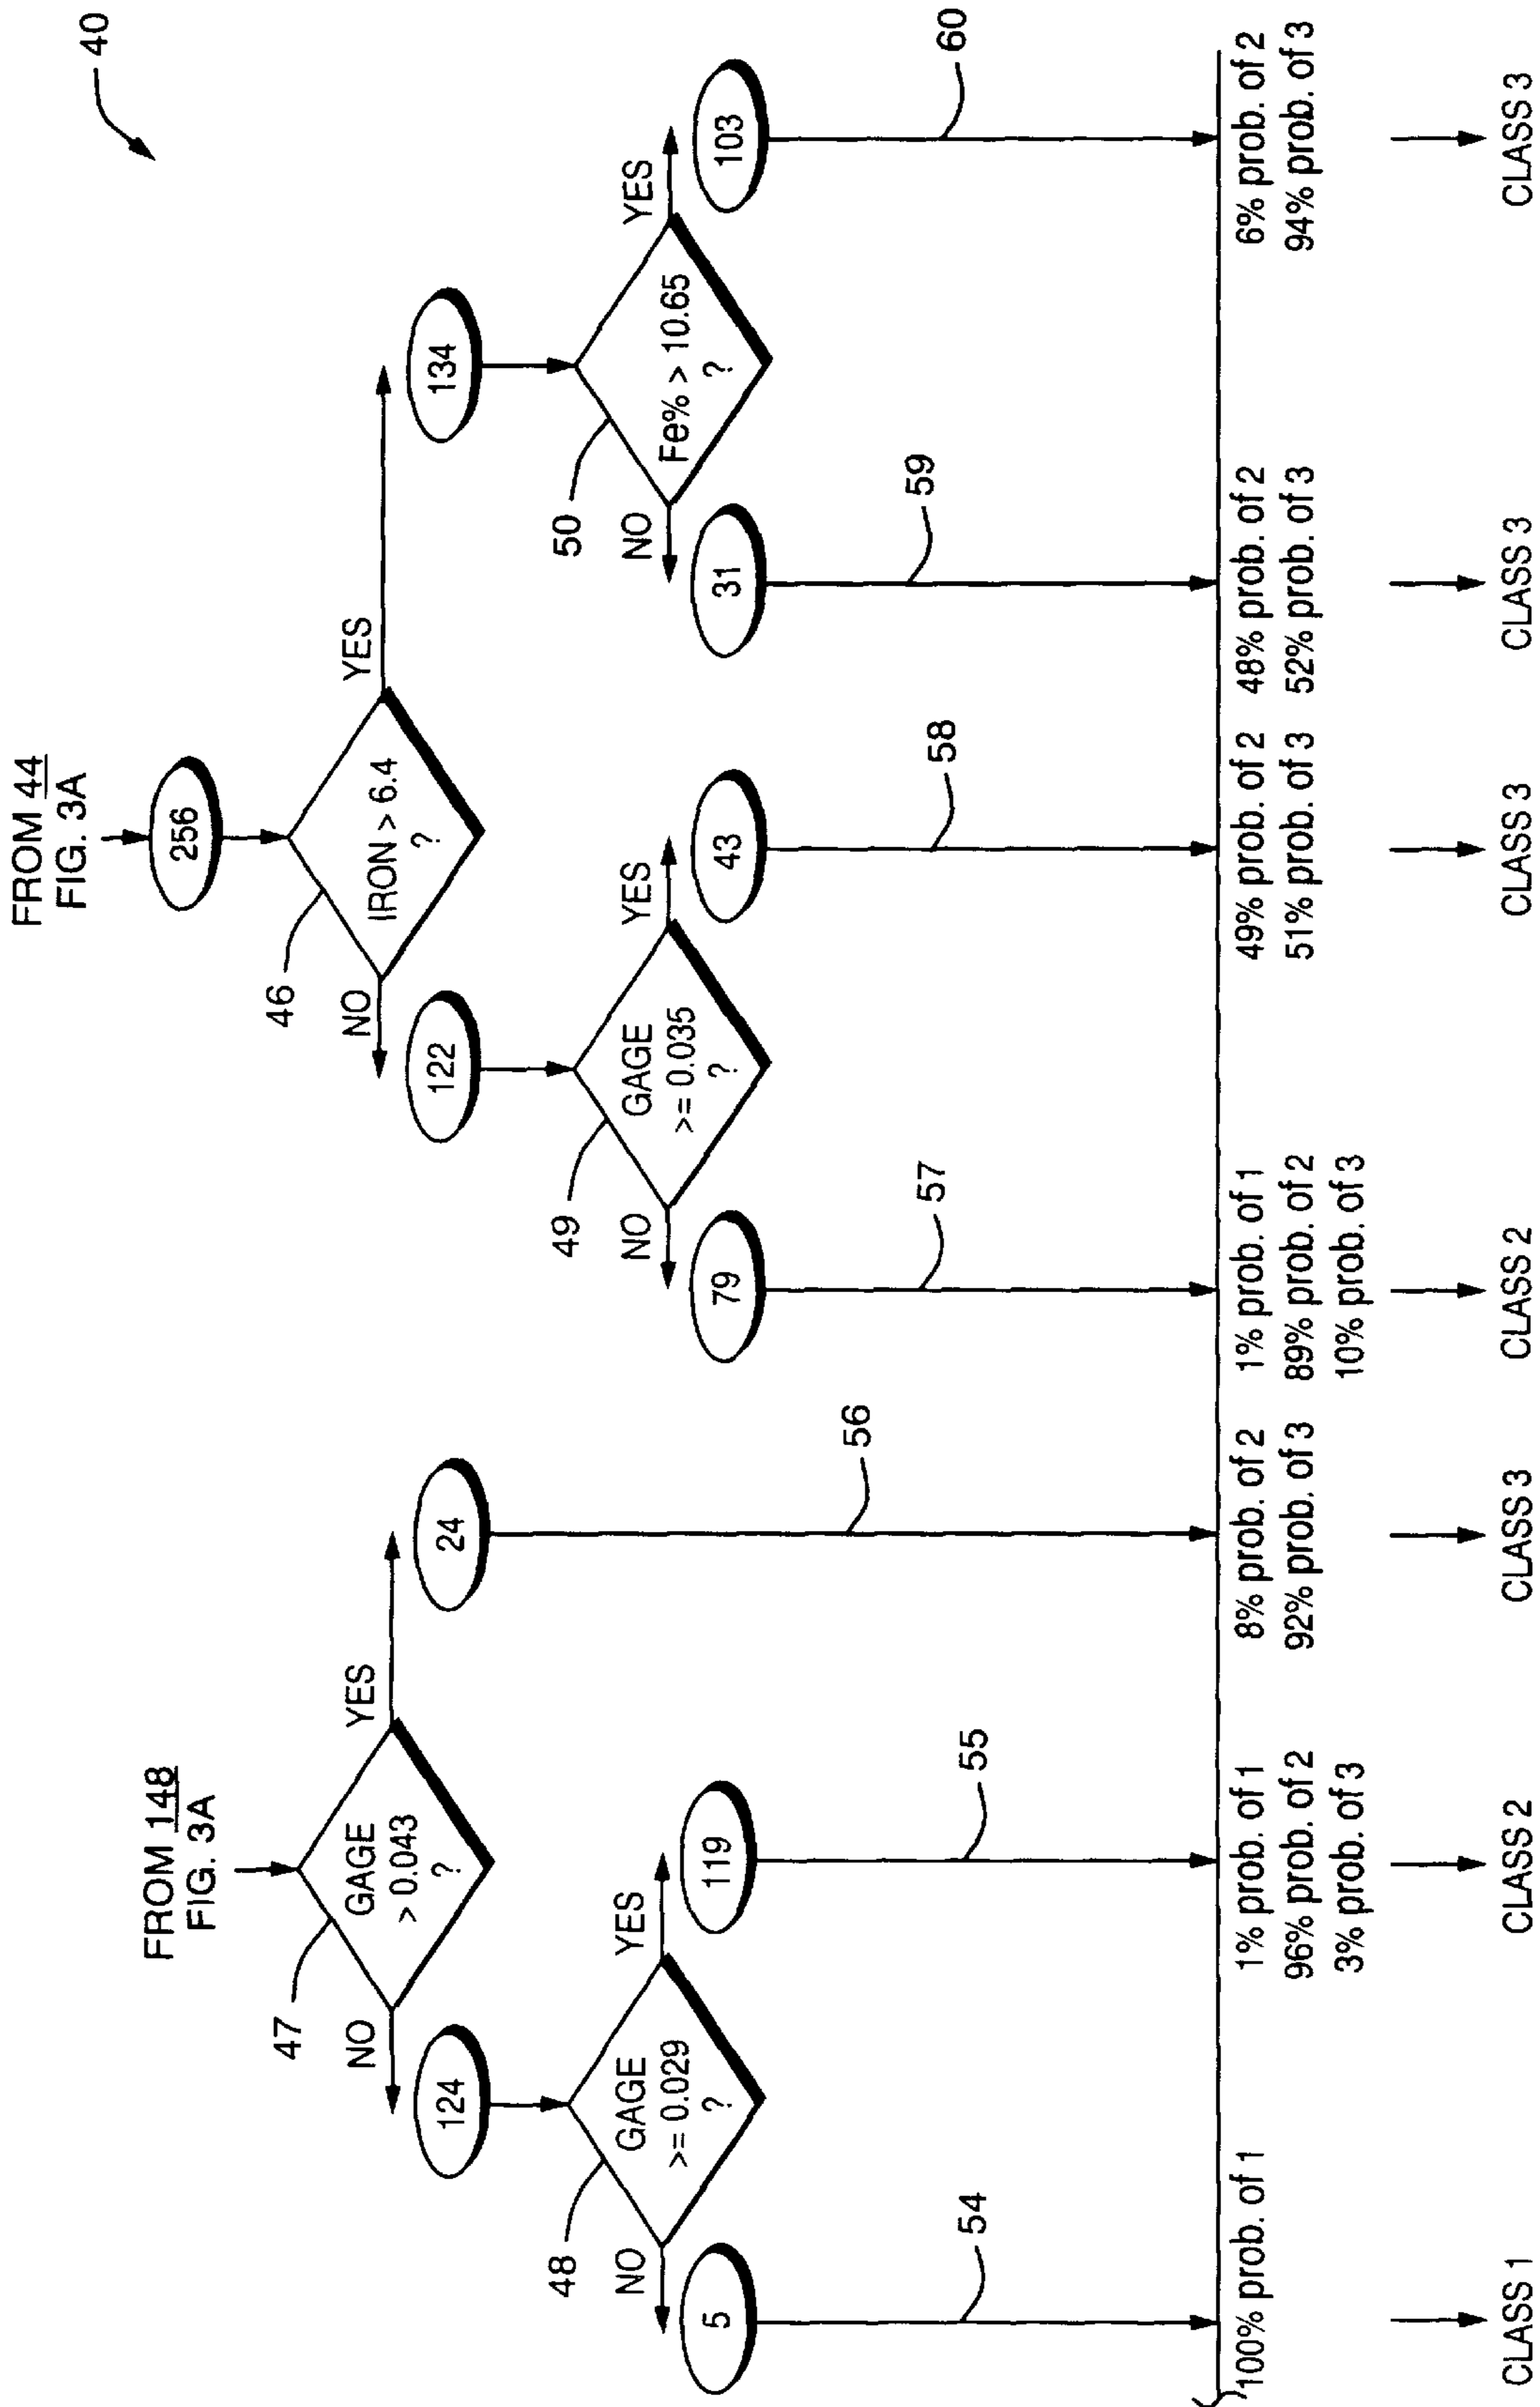 40
FROM 44
FIG. 3A
256
46
IRON > 6.4
?
NO
YES
122
134
FROM 148
FIG. 3A
47
GAGE
> 0.043
?
NO
YES
124
24
48
GAGE
>= 0.029
?
NO
YES
5
119
49
GAGE
>= 0.035
?
NO
YES
79
43
50
Fe% > 10.65
?
NO
YES
31
103
54
55
56
57
58
59
60
100% prob. of 1
CLASS 1
1% prob. of 1
96% prob. of 2
3% prob. of 3
CLASS 2
8% prob. of 2
92% prob. of 3
CLASS 3
1% prob. of 1
89% prob. of 2
10% prob. of 3
CLASS 2
49% prob. of 2
51% prob. of 3
CLASS 3
48% prob. of 2
52% prob. of 3
CLASS 3
6% prob. of 2
94% prob. of 3
CLASS 3